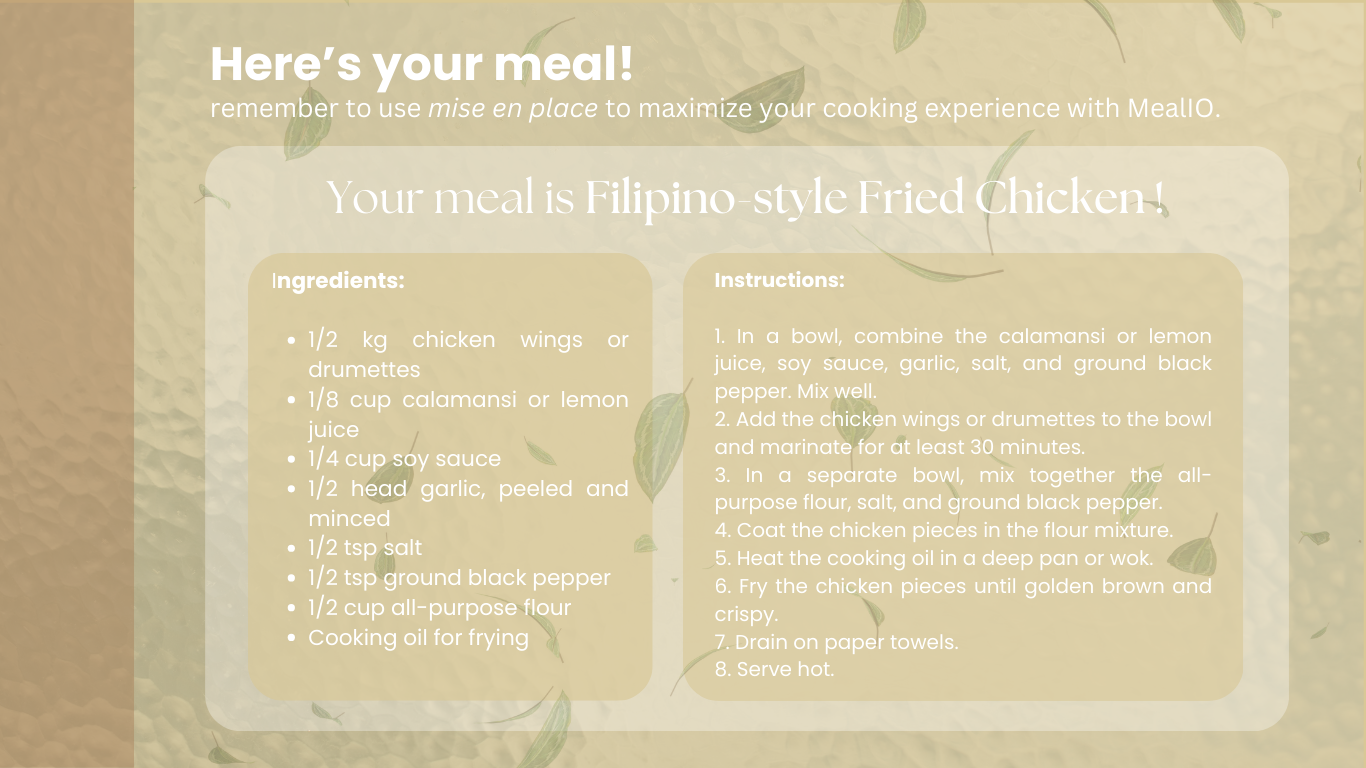 Here's your meal!
remember to use mise en place to maximize your cooking experience with MealIO.
Your meal is Filipino-style Fried Chicken !
Ingredients:
• 1/2 kg chicken wings or
drumettes
• 1/8 cup calamansi or lemon
juice
• 1/4 cup soy sauce
• 1/2 head garlic, peeled and
minced
• 1/2 tsp salt
• 1/2 tsp ground black pepper
• 1/2 cup all-purpose flour
• Cooking oil for frying
Instructions:
1. In a bowl, combine the calamansi or lemon
juice, soy sauce, garlic, salt, and ground black
pepper. Mix well.
2. Add the chicken wings or drumettes to the bowl
and marinate for at least 30 minutes.
3. In a separate bowl, mix together the all-
purpose flour, salt, and ground black pepper.
4. Coat the chicken pieces in the flour mixture.
5. Heat the cooking oil in a deep pan or wok.
6. Fry the chicken pieces until golden brown and
crispy.
7. Drain on paper towels.
8. Serve hot.